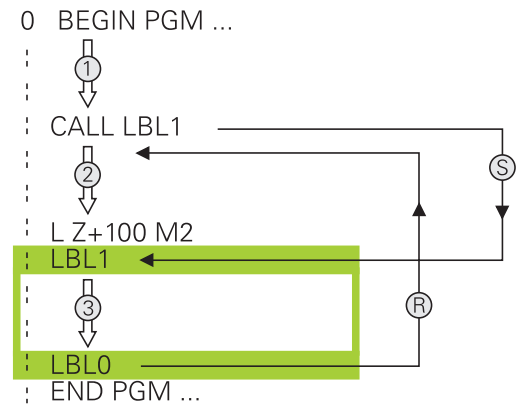 0 BEGIN PGM ...
1
CALL LBL1
S
2
L Z+100 M2
LBL1
3
R
LBL0
END PGM ...